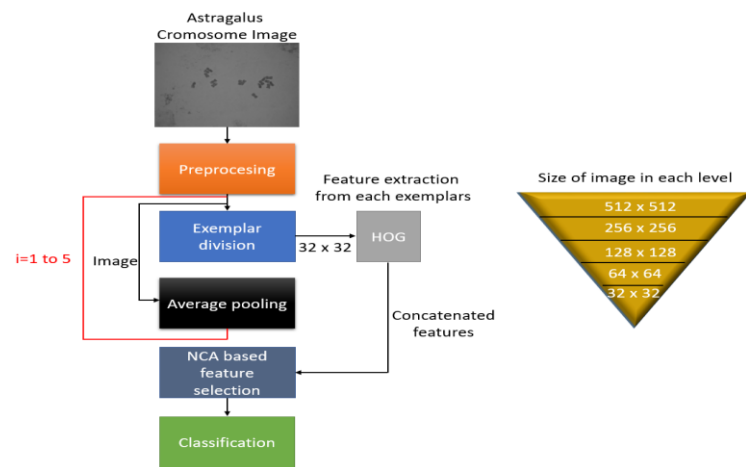 Astragalus
Cromosome Image
Preprocesing
Feature extraction
from each exemplars
Exemplar
division
32 x 32
HOG
i=1 to 5
Image
Average pooling
Concatenated
features
NCA based
feature
selection
Classification
Size of image in each level
512 x 512
256 x 256
128 x 128
64 x 64
32 x 32